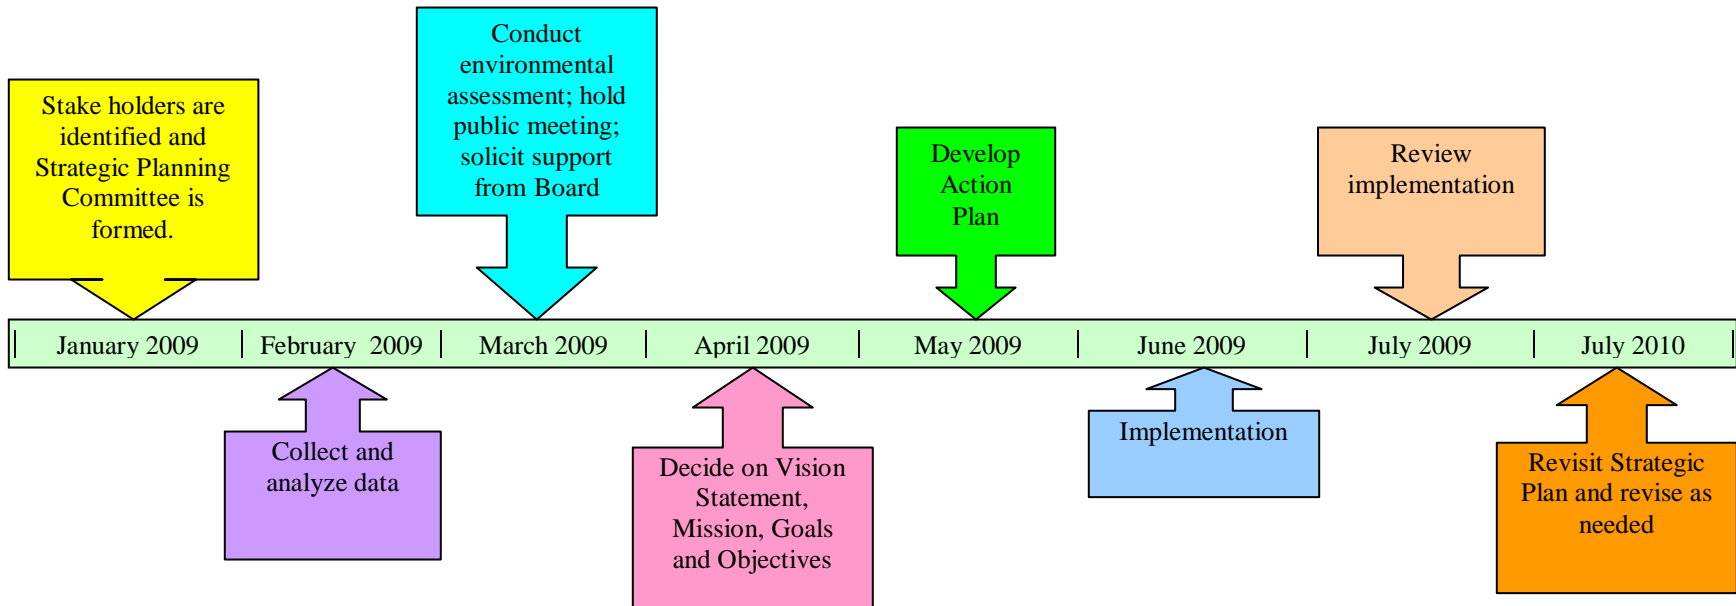 Conduct
environmental
assessment; hold
public meeting;
solicit support
from Board
Stake holders are
identified and
Strategic Planning
Committee is
formed.
Develop
Action
Plan
Review
implementation
January 2009
February 2009
March 2009
April 2009
May 2009
June 2009
July 2009
July 2010
Collect and
analyze data
Decide on Vision
Statement,
Mission, Goals
and Objectives
Implementation
Revisit Strategic
Plan and revise as
needed